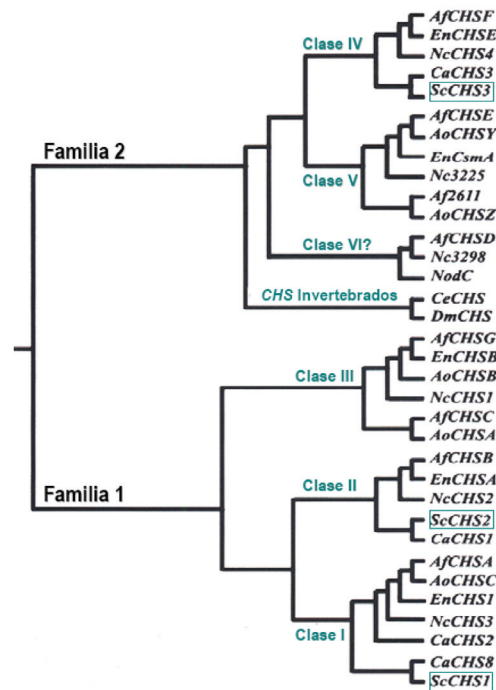 AfCHSF
Clase IV
EnCHSE
NcCHS4
CaCHS3
ScCHS3
AfCHSE
AoCHSY
Familia 2
EnCsmA
Clase V
Nc3225
Af2611
AoCHSZ
AfCHSD
Clase VI?
Nc3298
NodC
CHS Invertebrados
CeCHS
DmCHS
AfCHSG
EnCHSB
Clase III
AoCHSB
NcCHS1
AfCHSC
AoCHSA
AfCHSB
Clase II
EnCHSA
Familia 1
NcCHS2
ScCHS2
CaCHS1
AfCHSA
AoCHSC
EnCHS1
NcCHS3
Clase I
CaCHS2
CaCHS8
ScCHS1